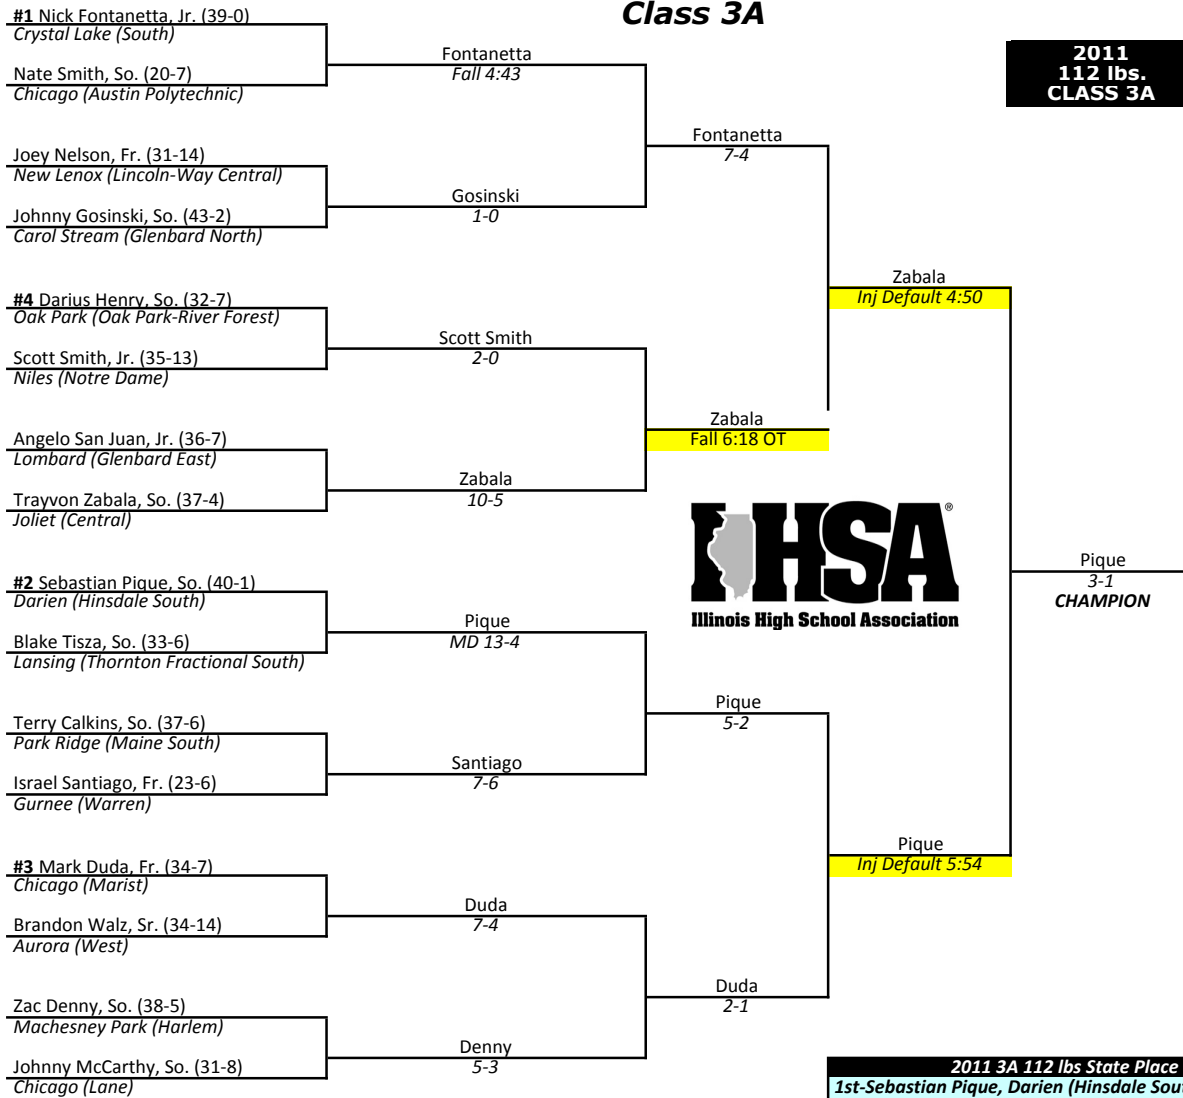 Class 3A
2011
112 lbs.
CLASS 3A
#1 Nick Fontanetta, Jr. (39-0)
Crystal Lake (South)
Nate Smith, So. (20-7)
Chicago (Austin Polytechnic)
Joey Nelson, Fr. (31-14)
New Lenox (Lincoln-Way Central)
Johnny Gosinski, So. (43-2)
Carol Stream (Glenbard North)
#4 Darius Henry, So. (32-7)
Oak Park (Oak Park-River Forest)
Scott Smith, Jr. (35-13)
Niles (Notre Dame)
Angelo San Juan, Jr. (36-7)
Lombard (Glenbard East)
Trayvon Zabala, So. (37-4)
Joliet (Central)
#2 Sebastian Pique, So. (40-1)
Darien (Hinsdale South)
Blake Tisza, So. (33-6)
Lansing (Thornton Fractional South)
Terry Calkins, So. (37-6)
Park Ridge (Maine South)
Israel Santiago, Fr. (23-6)
Gurnee (Warren)
#3 Mark Duda, Fr. (34-7)
Chicago (Marist)
Brandon Walz, Sr. (34-14)
Aurora (West)
Zac Denny, So. (38-5)
Machesney Park (Harlem)
Johnny McCarthy, So. (31-8)
Chicago (Lane)
Fontanetta
Fall 4:43
Gosinski
1-0
Scott Smith
2-0
Zabala
10-5
Pique
MD 13-4
Santiago
7-6
Duda
7-4
Denny
5-3
Fontanetta
7-4
Zabala
Fall 6:18 OT
Pique
5-2
Duda
2-1
Zabala
Inj Default 4:50
Pique
Inj Default 5:54
IHSA®
Illinois High School Association
Pique
3-1
CHAMPION
2011 3A 112 lbs State Place
1st-Sebastian Pique, Darien (Hinsdale Sout